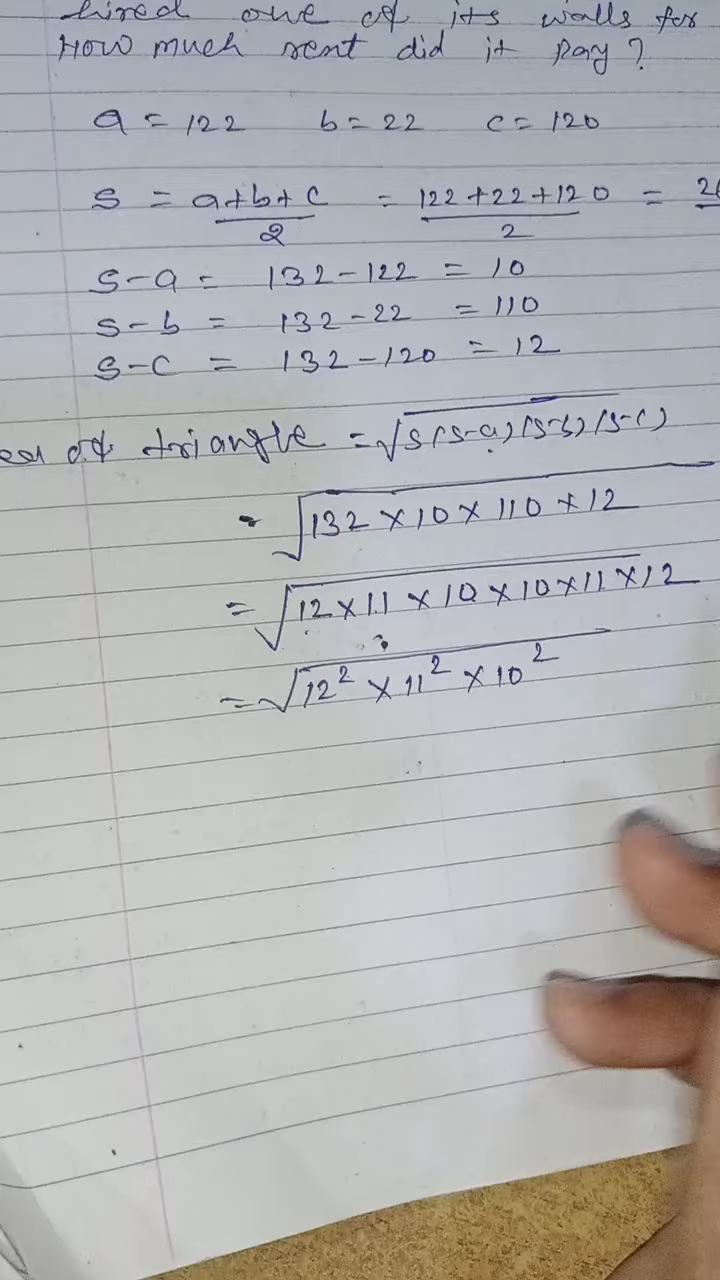 hired one of its walls for
How much rent did it pay?
a = 122 b = 22 c = 120
s = a+b+c / 2 = 122+22+120 / 2 =
s-a = 132-122 = 10
s-b = 132-22 = 110
s-c = 132-120 = 12
of triangle = √s(s-a)(s-b)(s-c)
= √132×10×110×12
= √12×11×10×10×11×12
= √12²×11²×10²